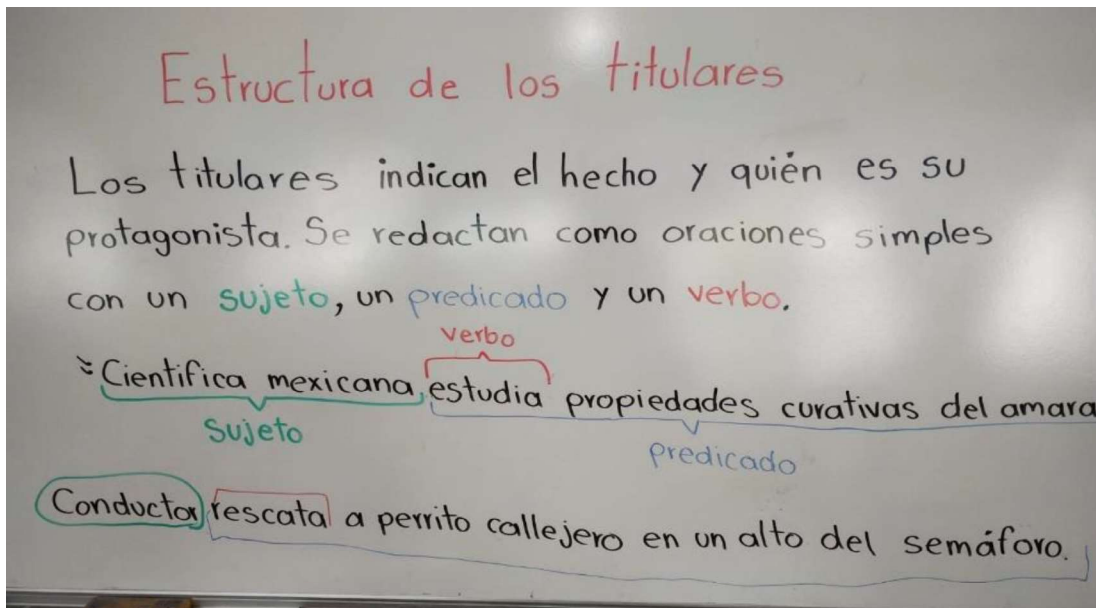 Estructura de los titulares
Los titulares indican el hecho y quién es su
protagonista. Se redactan como oraciones simples
con un sujeto, un predicado y un verbo.
verbo
Científica mexicana, estudia propiedades curativas del amara
sujeto
predicado
Conductor rescata a perrito callejero en un alto del semáforo.